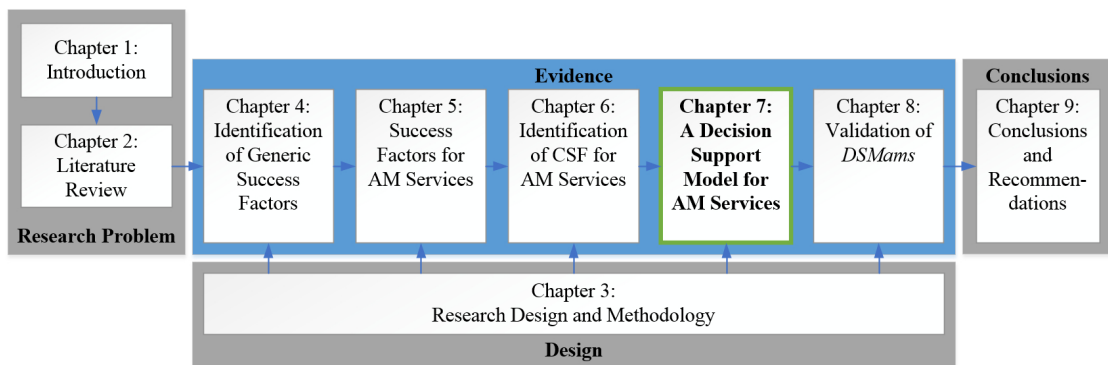 Chapter 1:
Introduction
Chapter 2:
Literature
Review
Research Problem
Evidence
Chapter 4:
Identification
of Generic
Success
Factors
Chapter 5:
Success
Factors for
AM Services
Chapter 6:
Identification
of CSF for
AM Services
Chapter 7:
A Decision
Support
Model for
AM Services
Chapter 8:
Validation of
DSMams
Conclusions
Chapter 9:
Conclusions
and
Recommen-
dations
Chapter 3:
Research Design and Methodology
Design